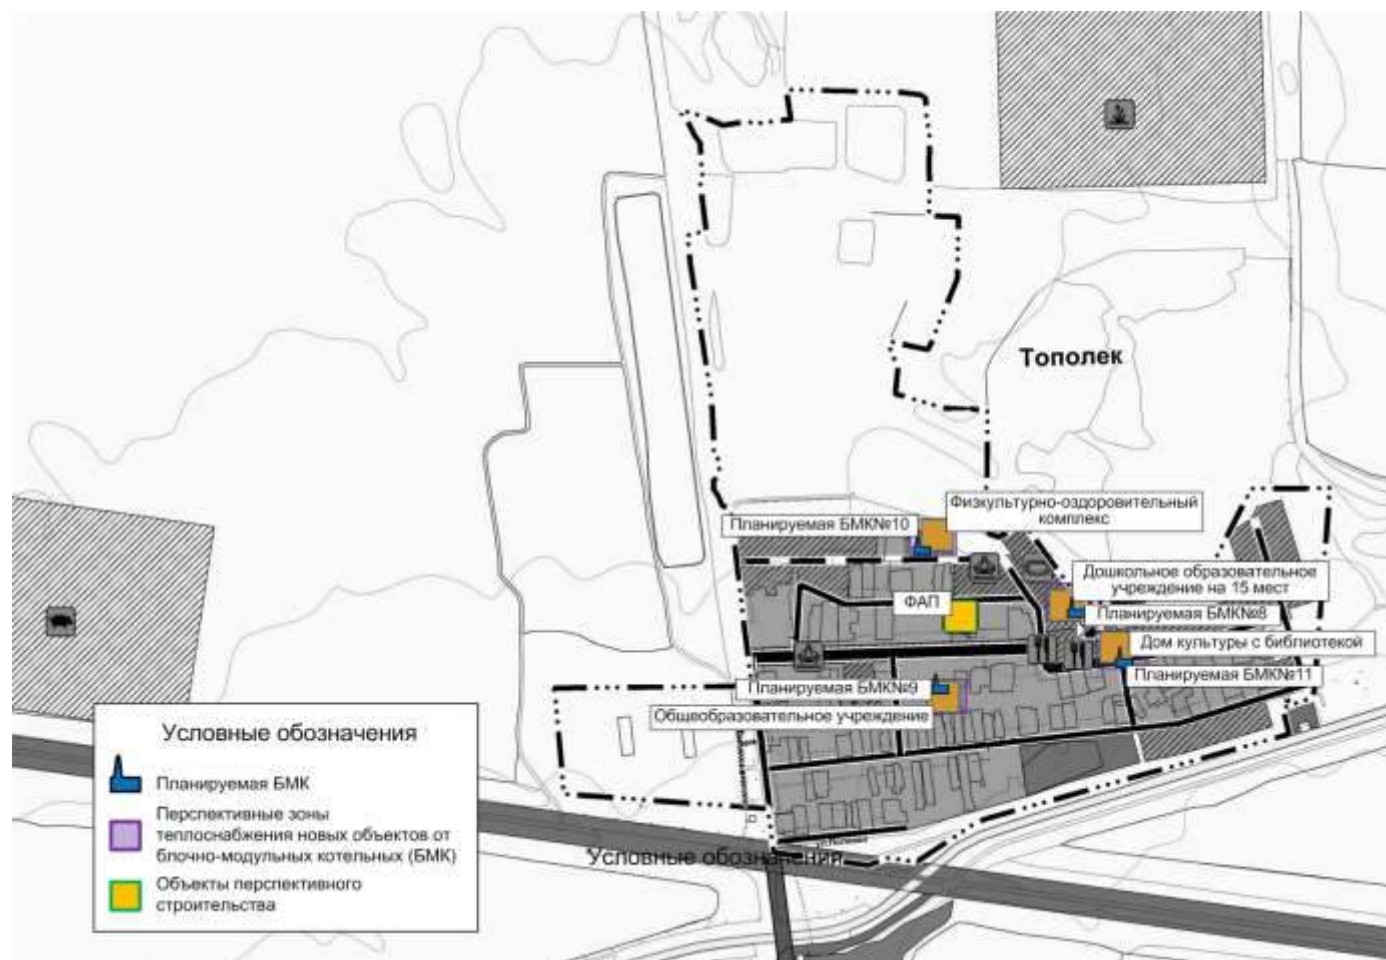 Тополек
Физкультурно-оздоровительный
комплекс
Планируемая БМК№10
Дошкольное образовательное
учреждение на 15 мест
ФАП
Планируемая БМК№8
Дом культуры с библиотекой
Планируемая БМК№11
Планируемая БМК№9
Общеобразовательное учреждение
Условные обозначения
Планируемая БМК
Перспективные зоны
теплоснабжения новых объектов от
блочно-модульных котельных (БМК)
Объекты перспективного
строительства
Условные обозначения